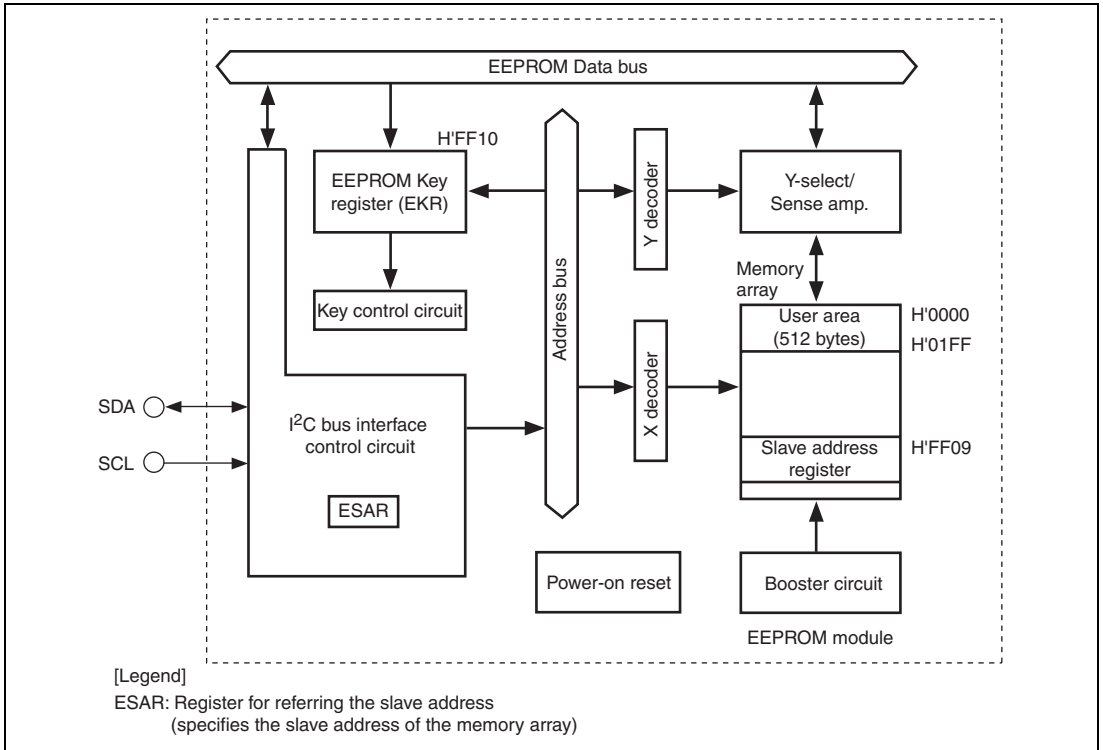 EEPROM Data bus
H'FF10
EEPROM Key
register (EKR)
Y decoder
Y-select/
Sense amp.
Key control circuit
Address bus
Memory
array
User area
(512 bytes)
H'0000
H'01FF
X decoder
SDA
SCL
I2C bus interface
control circuit
Slave address
register
H'FF09
ESAR
Power-on reset
Booster circuit
EEPROM module
[Legend]
ESAR: Register for referring the slave address
(specifies the slave address of the memory array)